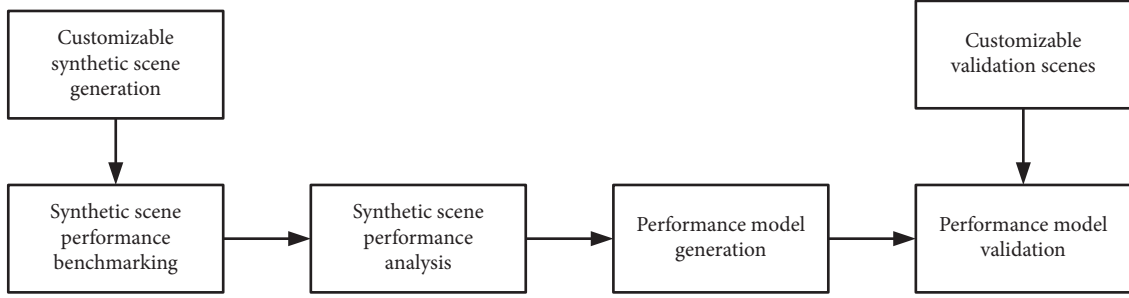 Customizable
synthetic scene
generation
Customizable
validation scenes
Synthetic scene
performance
benchmarking
Synthetic scene
performance
analysis
Performance model
generation
Performance model
validation